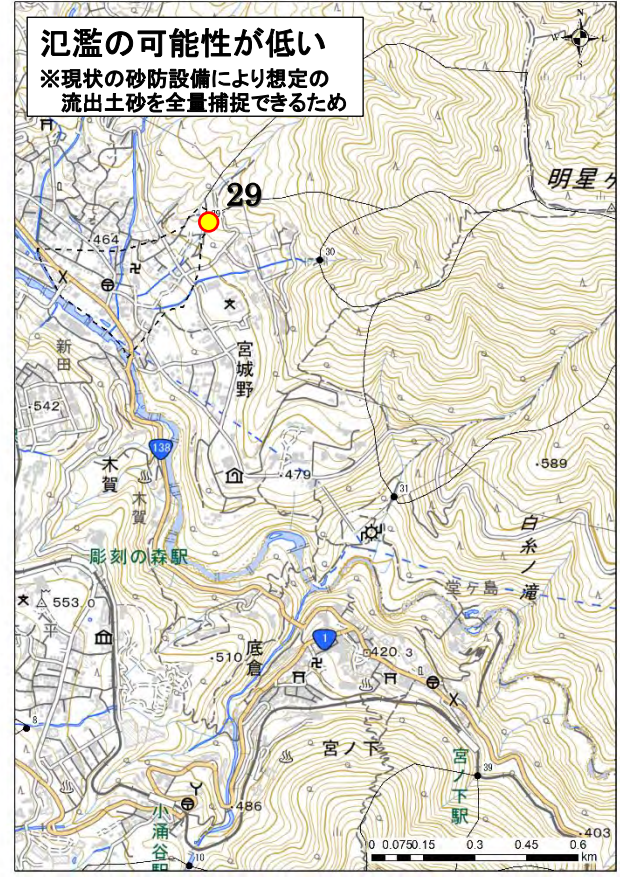 氾濫の可能性が低い
※現状の砂防設備により想定の
流出土砂を全量捕捉できるため
N
W
S
明星ヶ
29
464
30
新田
宮城野
542
138
木賀
木賀
479
589
31
彫刻の森駅
白糸ノ滝
堂ヶ島
553.0
平
1
510
底倉
420.3
8
宮ノ下
宮ノ下駅
39
486
小涌谷駅
403
10
0 0.075 0.15 0.3 0.45 0.6
km